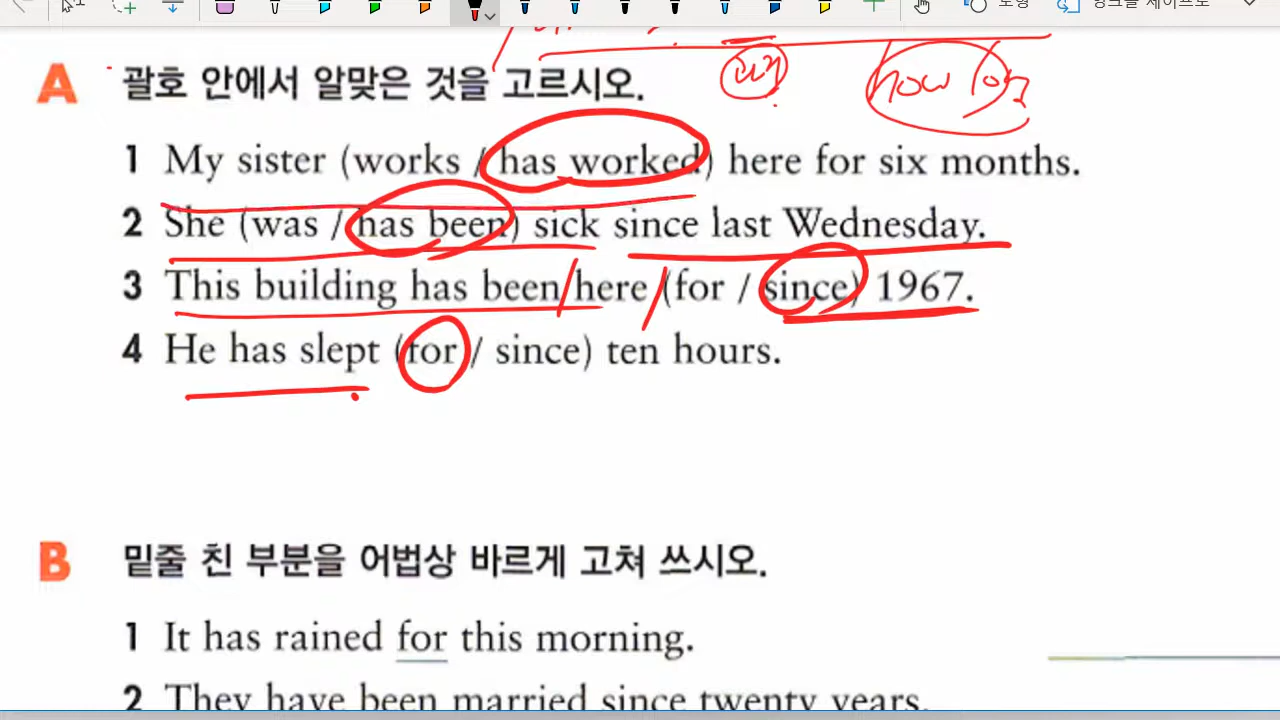 how long
A 괄호 안에서 알맞은 것을 고르시오.
1 My sister (works / has worked) here for six months.
2 She (was / has been) sick since last Wednesday.
3 This building has been here (for / since) 1967.
4 He has slept (for / since) ten hours.
B 밑줄 친 부분을 어법상 바르게 고쳐 쓰시오.
1 It has rained for this morning.
2 They have been married since twenty years.